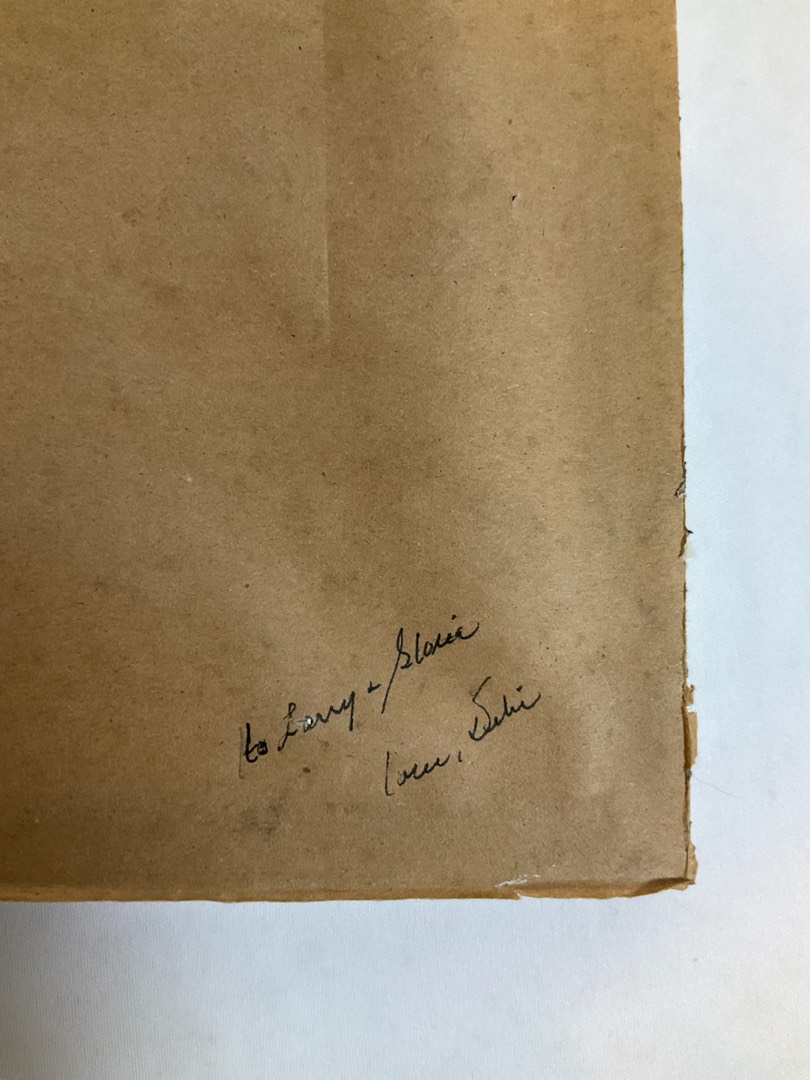 to Larry + Gloria
love,